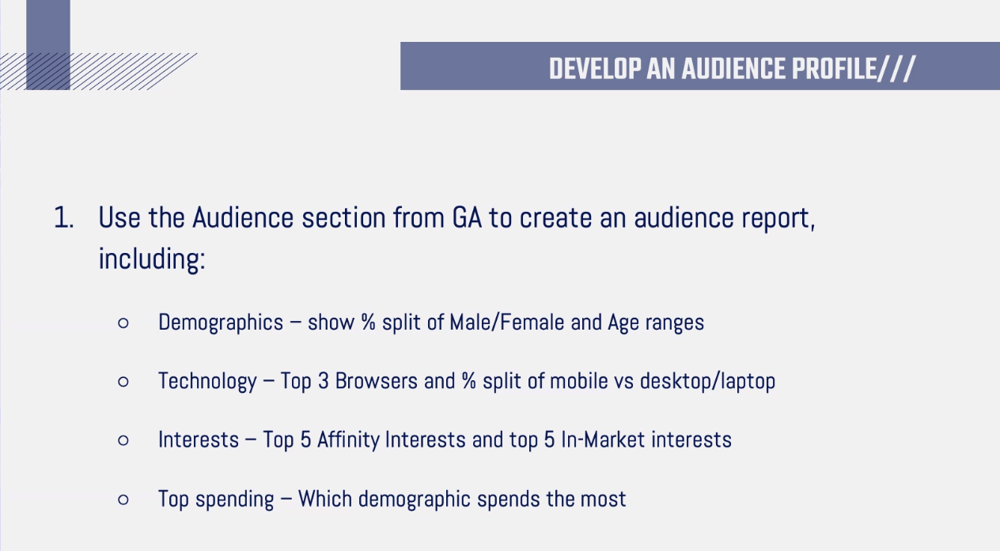 DEVELOP AN AUDIENCE PROFILE///
1. Use the Audience section from GA to create an audience report,
including:
○ Demographics – show % split of Male/Female and Age ranges
○ Technology – Top 3 Browsers and % split of mobile vs desktop/laptop
○ Interests – Top 5 Affinity Interests and top 5 In-Market interests
○ Top spending – Which demographic spends the most